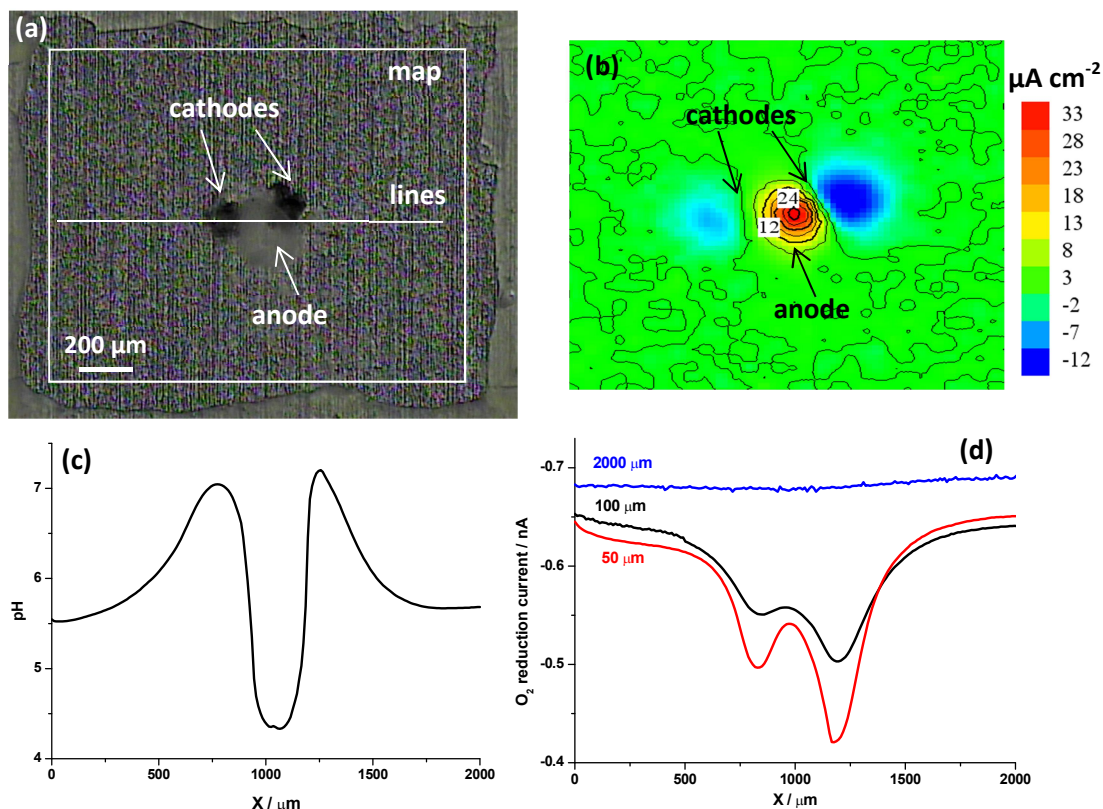 (a)
map
cathodes
lines
anode
200 µm
(b)
cathodes
24
12
anode
µA cm-2
33
28
23
18
13
8
3
-2
-7
-12
(c)
7
6
5
4
pH
0
500
1000
1500
2000
X / µm
(d)
-0.7
-0.6
-0.5
-0.4
O2 reduction current / nA
2000 µm
100 µm
50 µm
0
500
1000
1500
2000
X / µm